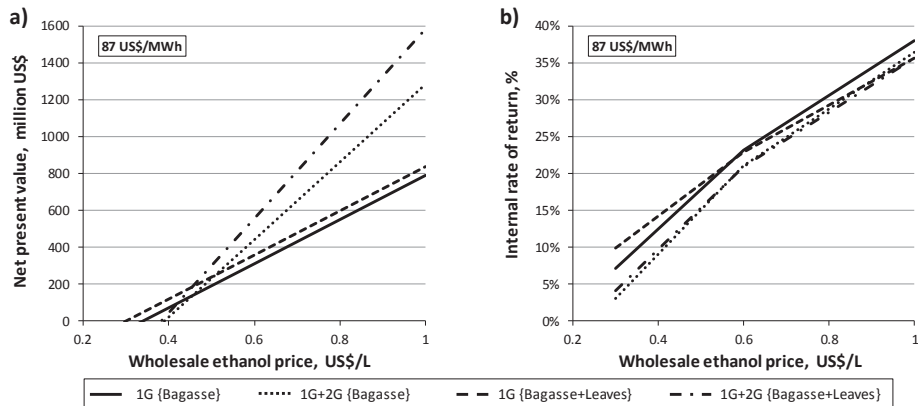 a)
87 US$/MWh
Net present value, million US$
1600
1400
1200
1000
800
600
400
200
0
0.2
0.4
0.6
0.8
1
Wholesale ethanol price, US$/L
b)
87 US$/MWh
Internal rate of return, %
40%
35%
30%
25%
20%
15%
10%
5%
0%
0.2
0.4
0.6
0.8
1
Wholesale ethanol price, US$/L
1G {Bagasse}
1G+2G {Bagasse}
1G {Bagasse+Leaves}
1G+2G {Bagasse+Leaves}